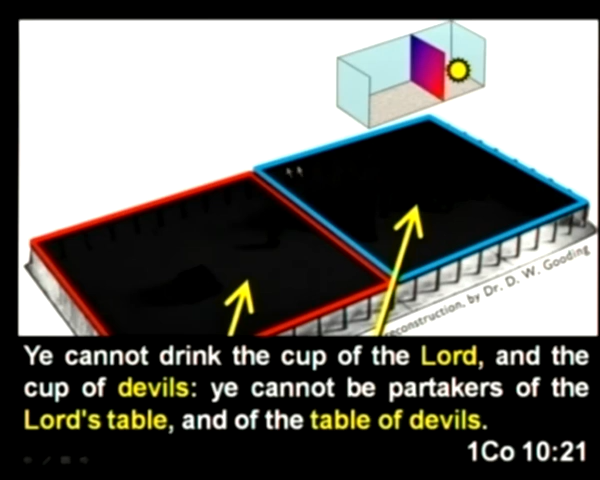 reconstruction, by Dr. D. W. Gooding
Ye cannot drink the cup of the Lord, and the
cup of devils: ye cannot be partakers of the
Lord's table, and of the table of devils.
1Co 10:21